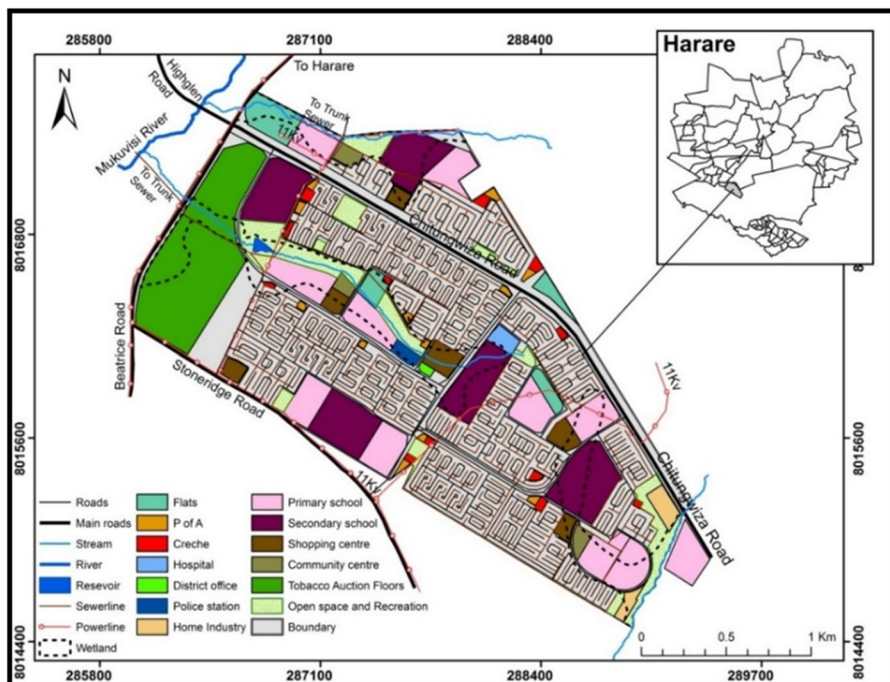 285800 287100 288400
Harare
N
To Harare
Highglen
Road
To Trunk
Sewer
11Kv
Mukuvisi River
To Trunk
Sewer
Chitungwiza Road
8016800
80
Beatrice Road
Stoneridge Road
11Kv
8015600
8015600
11Kv
Chitungwiza Road
Roads
Main roads
Stream
River
Resevoir
Sewerline
Powerline
Wetland
Flats
P of A
Creche
Hospital
District office
Police station
Home Industry
Primary school
Secondary school
Shopping centre
Community centre
Tobacco Auction Floors
Open space and Recreation
Boundary
0 0.5 1 Km
8014400
8014400
285800 287100 288400 289700